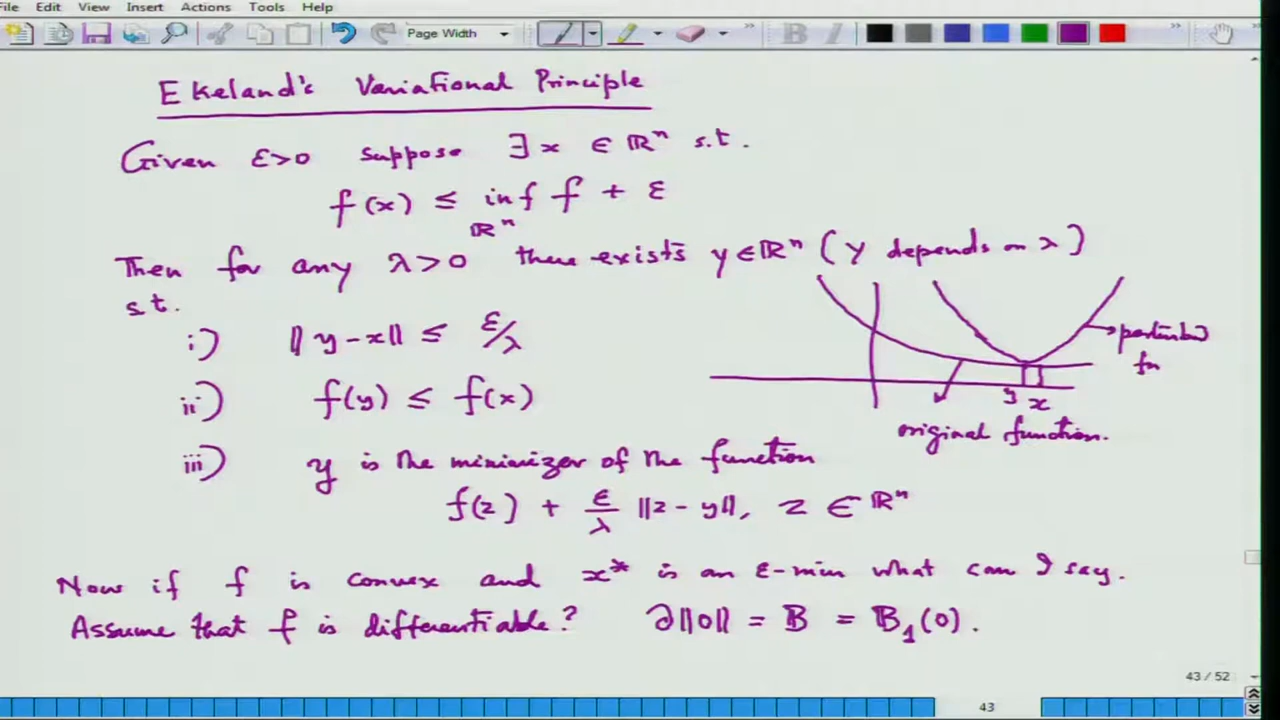 File Edit View Insert Actions Tools Help
Page Width
Ekeland's Variational Principle
Given ε>0 suppose ∃ x ∈ ℝⁿ s.t.
f(x) ≤ inf f + ε
ℝⁿ
Then for any λ>0 there exists y∈ℝⁿ (y depends on λ)
s.t.
i) ||y-x|| ≤ ε/λ
ii) f(y) ≤ f(x)
iii) y is the minimizer of the function
f(z) + ε/λ ||z-y||, z ∈ ℝⁿ
perturbed
fn
y x
original function.
Now if f is convex and x* is an ε-min what can I say.
Assume that f is differentiable? ∂||0|| = B = B₁(0).
43 / 52
43